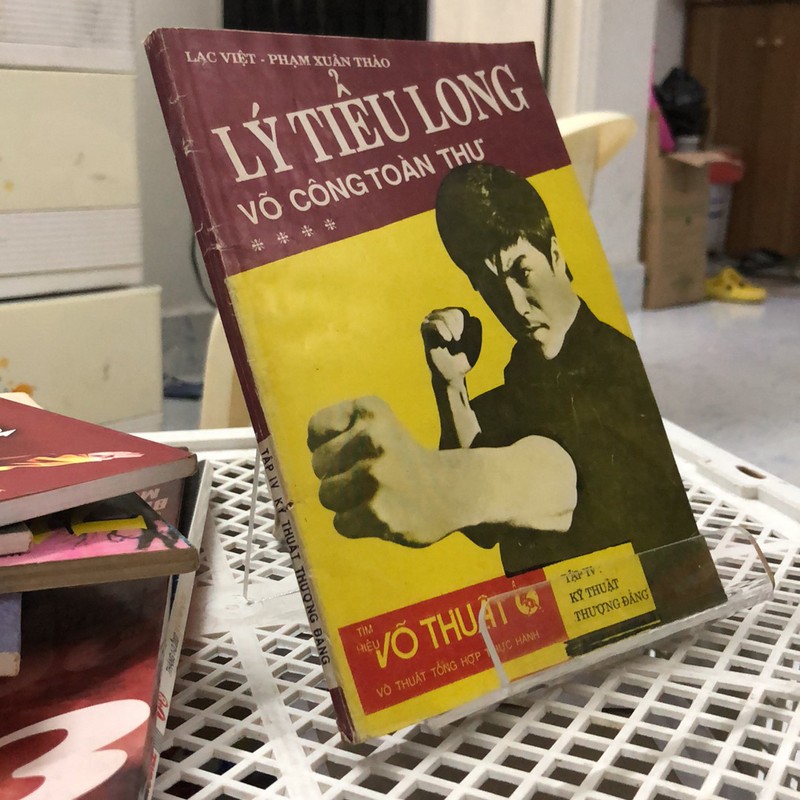 LẠC VIỆT - PHẠM XUÂN THẢO
LÝ TIỂU LONG
VÕ CÔNG TOÀN THƯ
****
TÌM HIỂU
VÕ THUẬT
VÕ THUẬT TỔNG HỢP THỰC HÀNH
TẬP IV :
KỸ THUẬT
THƯỢNG ĐẲNG
TẬP IV KỸ THUẬT THƯỢNG ĐẲNG